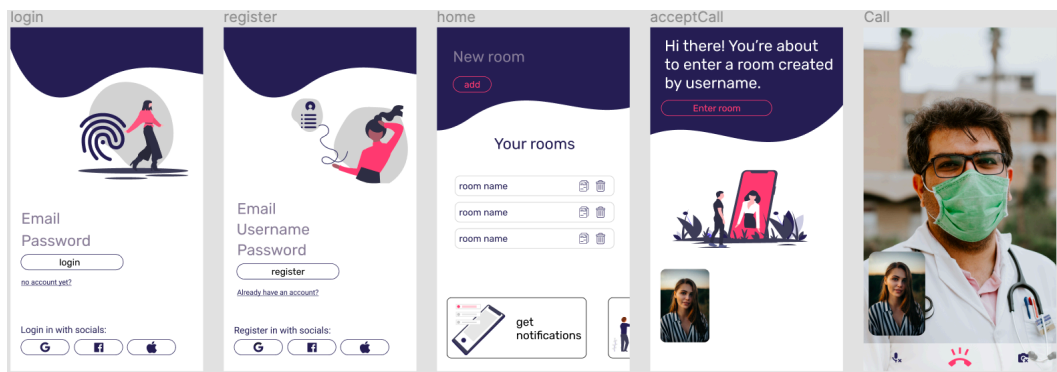 login
Email
Password
login
no account yet?
Login in with socials:
G
register
Email
Username
Password
register
Already have an account?
Register in with socials:
G
home
New room
add
Your rooms
room name
room name
room name
get
notifications
acceptCall
Hi there! You’re about
to enter a room created
by username.
Enter room
Call